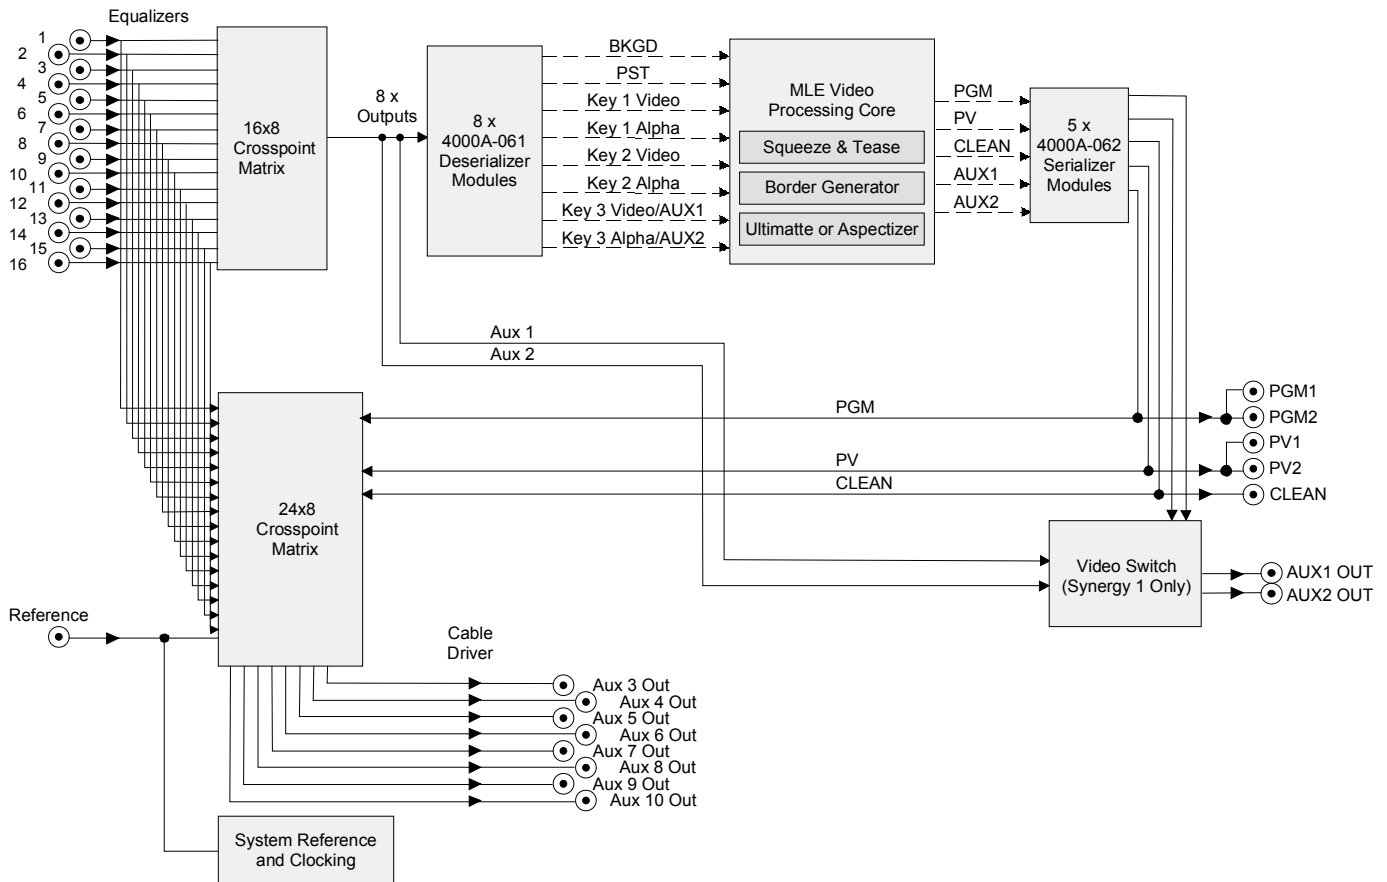 Equalizers
1
2
3
4
5
6
7
8
9
10
11
12
13
14
15
16
16x8
Crosspoint
Matrix
8 x
Outputs
8 x
4000A-061
Deserializer
Modules
BKGD
PST
Key 1 Video
Key 1 Alpha
Key 2 Video
Key 2 Alpha
Key 3 Video/AUX1
Key 3 Alpha/AUX2
MLE Video
Processing Core
Squeeze & Tease
Border Generator
Ultimatte or Aspectizer
PGM
PV
CLEAN
AUX1
AUX2
5 x
4000A-062
Serializer
Modules
Aux 1
Aux 2
PGM
PV
CLEAN
PGM1
PGM2
PV1
PV2
CLEAN
24x8
Crosspoint
Matrix
Video Switch
(Synergy 1 Only)
AUX1 OUT
AUX2 OUT
Reference
Cable
Driver
Aux 3 Out
Aux 4 Out
Aux 5 Out
Aux 6 Out
Aux 7 Out
Aux 8 Out
Aux 9 Out
Aux 10 Out
System Reference
and Clocking